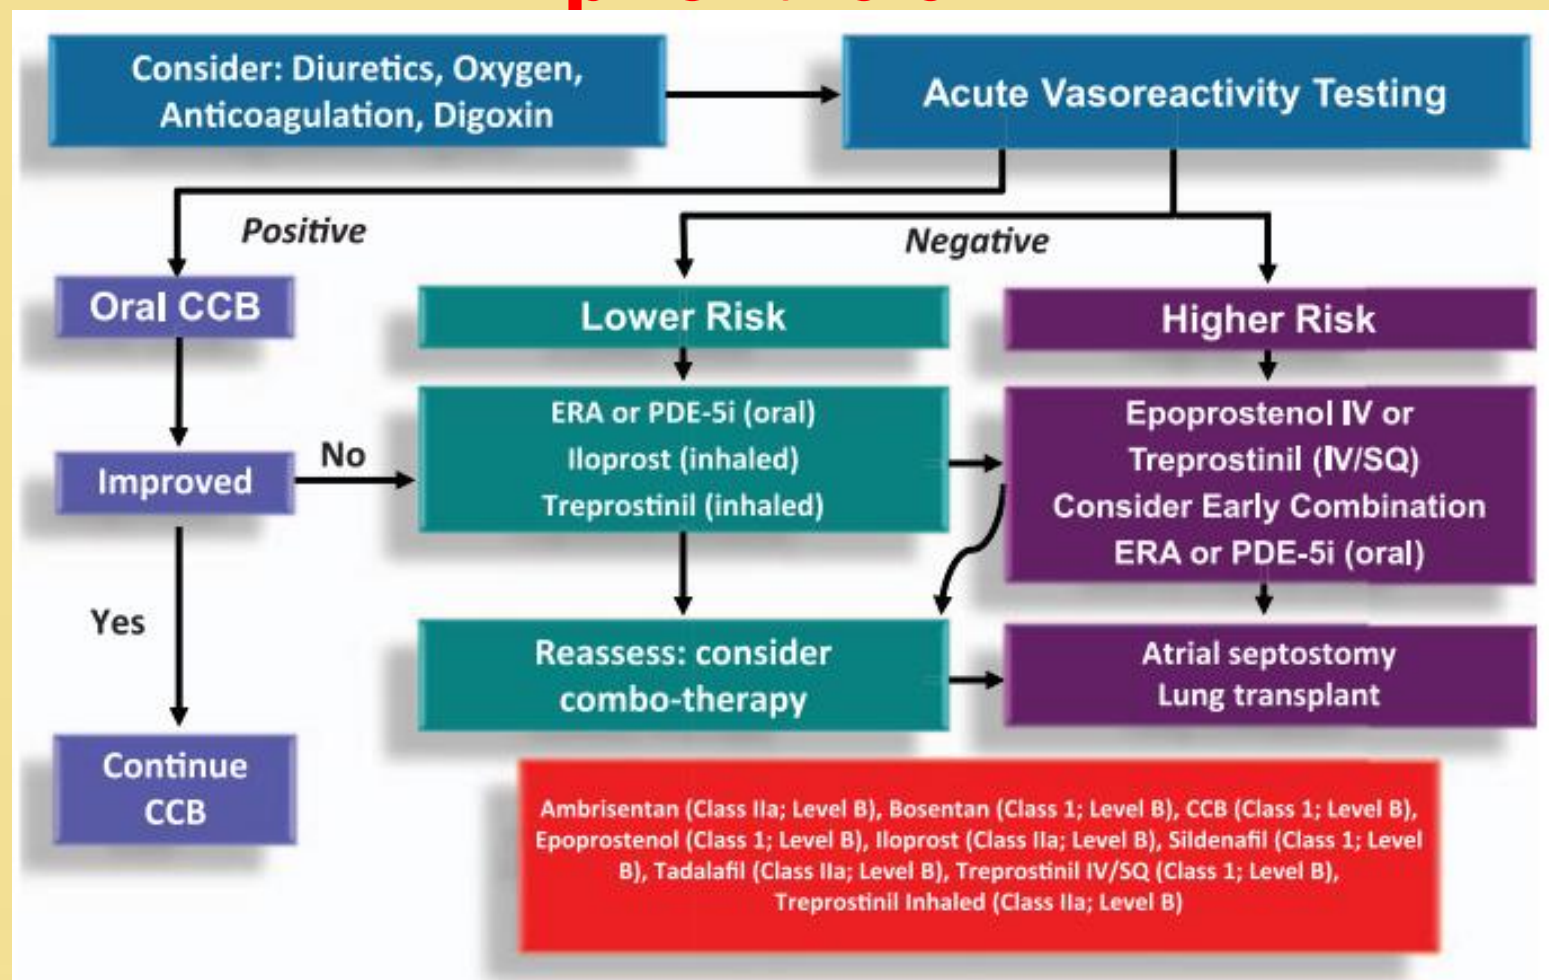 Consider: Diuretics, Oxygen,
Anticoagulation, Digoxin
Acute Vasoreactivity Testing
Positive
Negative
Oral CCB
Lower Risk
Higher Risk
ERA or PDE-5i (oral)
Iloprost (inhaled)
Treprostinil (inhaled)
Epoprostenol IV or
Treprostinil (IV/SQ)
Consider Early Combination
ERA or PDE-5i (oral)
Improved
No
Yes
Reassess: consider
combo-therapy
Atrial septostomy
Lung transplant
Continue
CCB
Ambrisentan (Class IIa; Level B), Bosentan (Class 1; Level B), CCB (Class 1; Level B),
Epoprostenol (Class 1; Level B), Iloprost (Class IIa; Level B), Sildenafil (Class 1; Level
B), Tadalafil (Class IIa; Level B), Treprostinil IV/SQ (Class 1; Level B),
Treprostinil Inhaled (Class IIa; Level B)